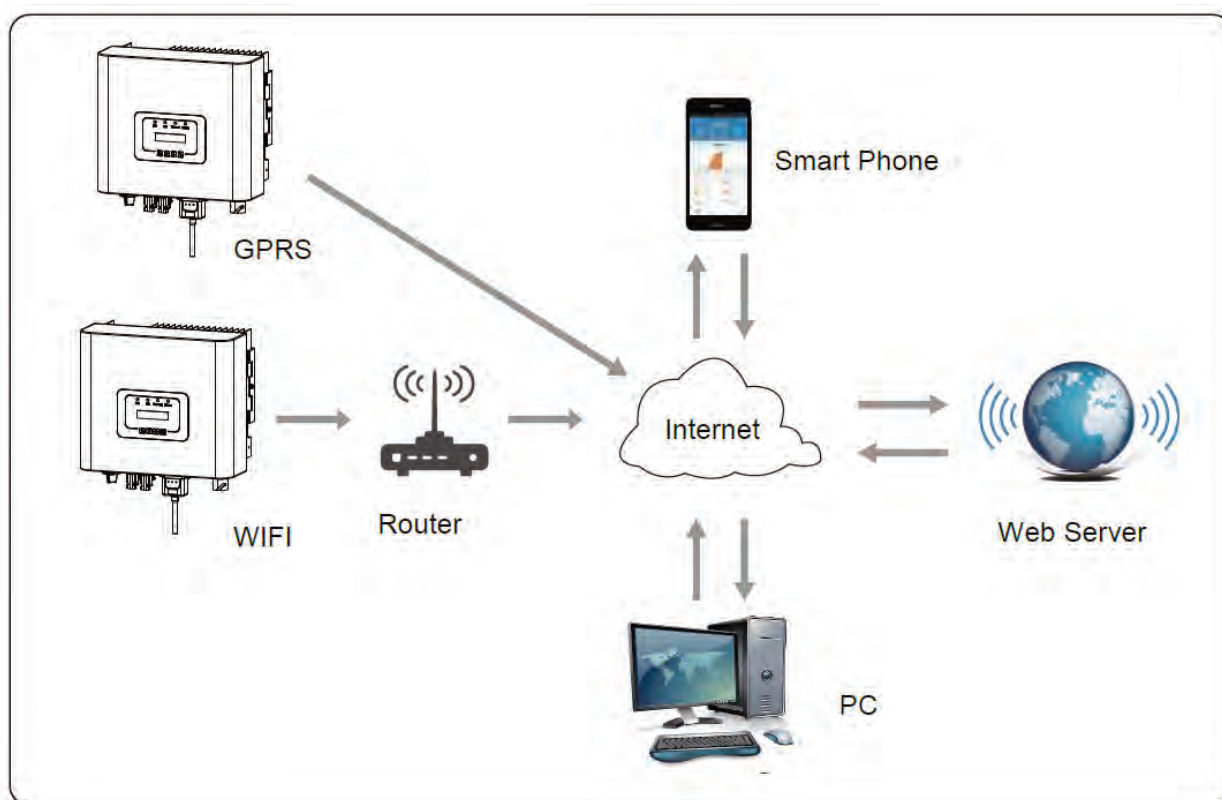 Smart Phone
GPRS
Internet
Router
WIFI
Web Server
PC